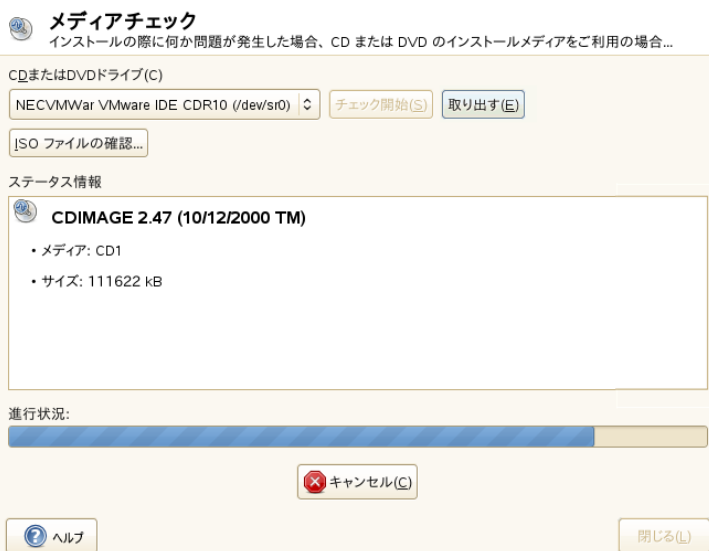 メディアチェック
インストールの際に何か問題が発生した場合、CD または DVD のインストールメディアをご利用の場合...
CDまたはDVDドライブ(C)
NECVMWar VMware IDE CDR10 (/dev/sr0) チェック開始(S) 取り出す(E)
ISO ファイルの確認...
ステータス情報
CDIMAGE 2.47 (10/12/2000 TM)
• メディア: CD1
• サイズ: 111622 kB
進行状況:
キャンセル(C)
ヘルプ 閉じる(L)